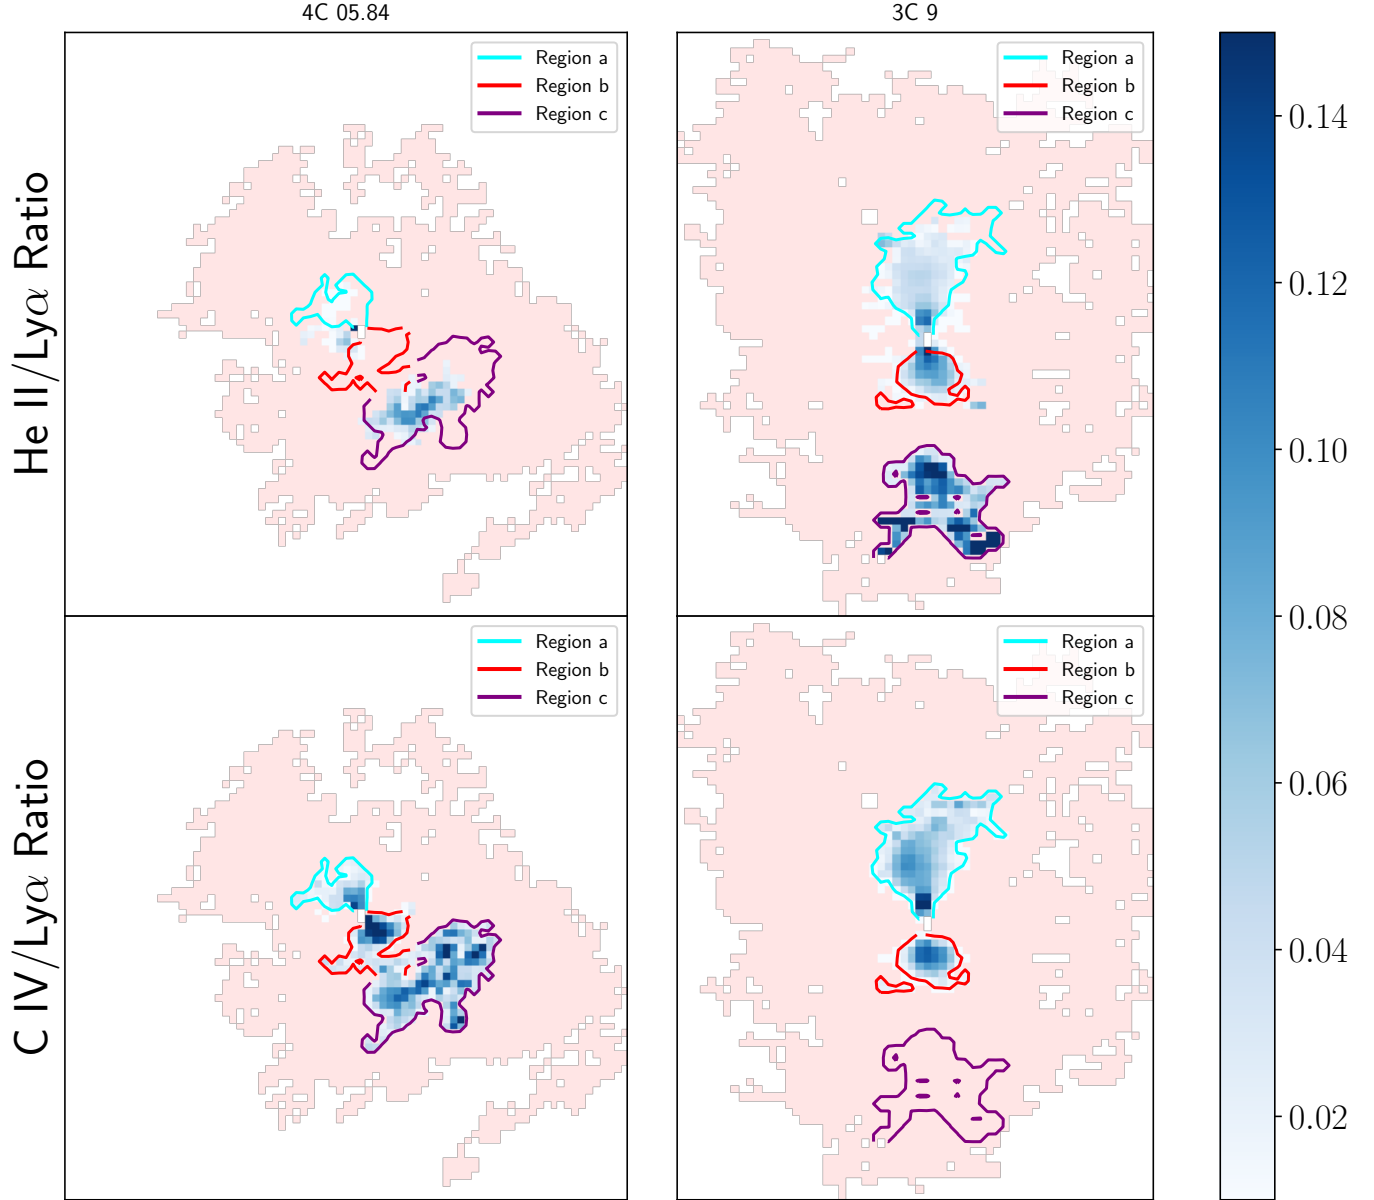 4C 05.84
3C 9
He II/Lyα Ratio
Region a
Region b
Region c
Region a
Region b
Region c
C IV/Lyα Ratio
Region a
Region b
Region c
Region a
Region b
Region c
0.14
0.12
0.10
0.08
0.06
0.04
0.02